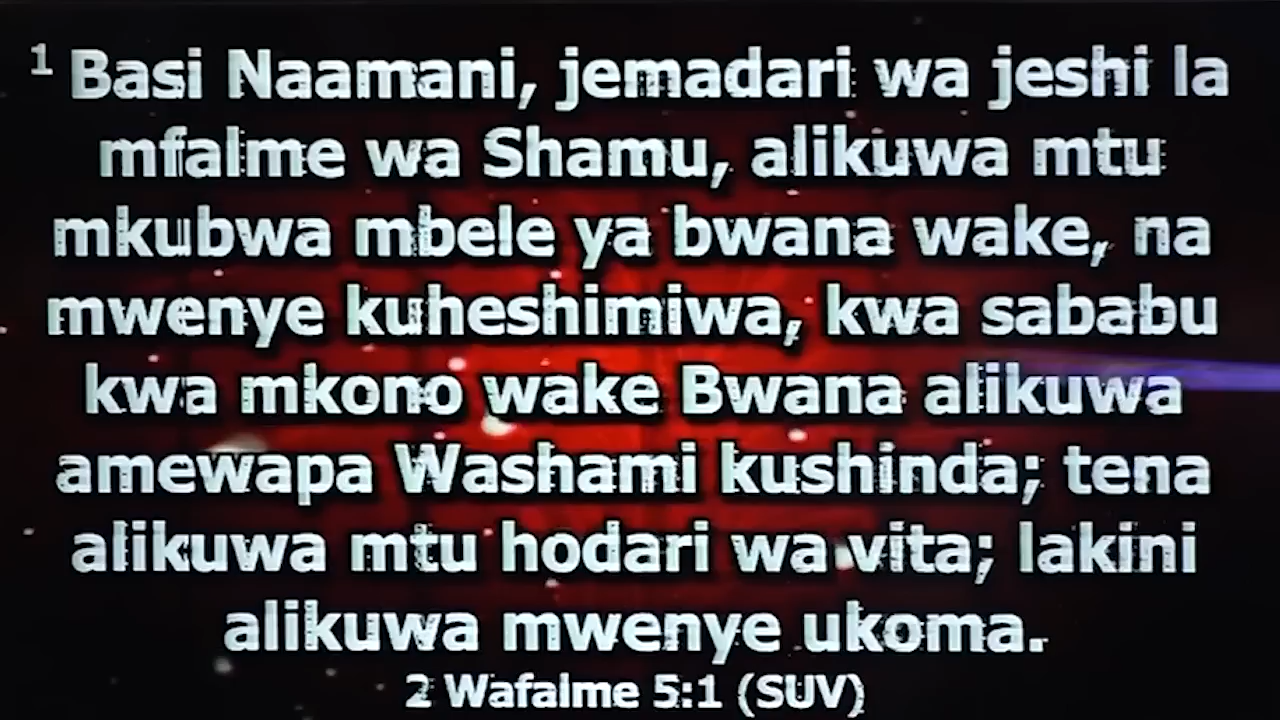 1 Basi Naamani, jemadari wa jeshi la
mfalme wa Shamu, alikuwa mtu
mkubwa mbele ya bwana wake, na
mwenye kuheshimiwa, kwa sababu
kwa mkono wake Bwana alikuwa
amewapa Washami kushinda; tena
alikuwa mtu hodari wa vita; lakini
alikuwa mwenye ukoma.
2 Wafalme 5:1 (SUV)